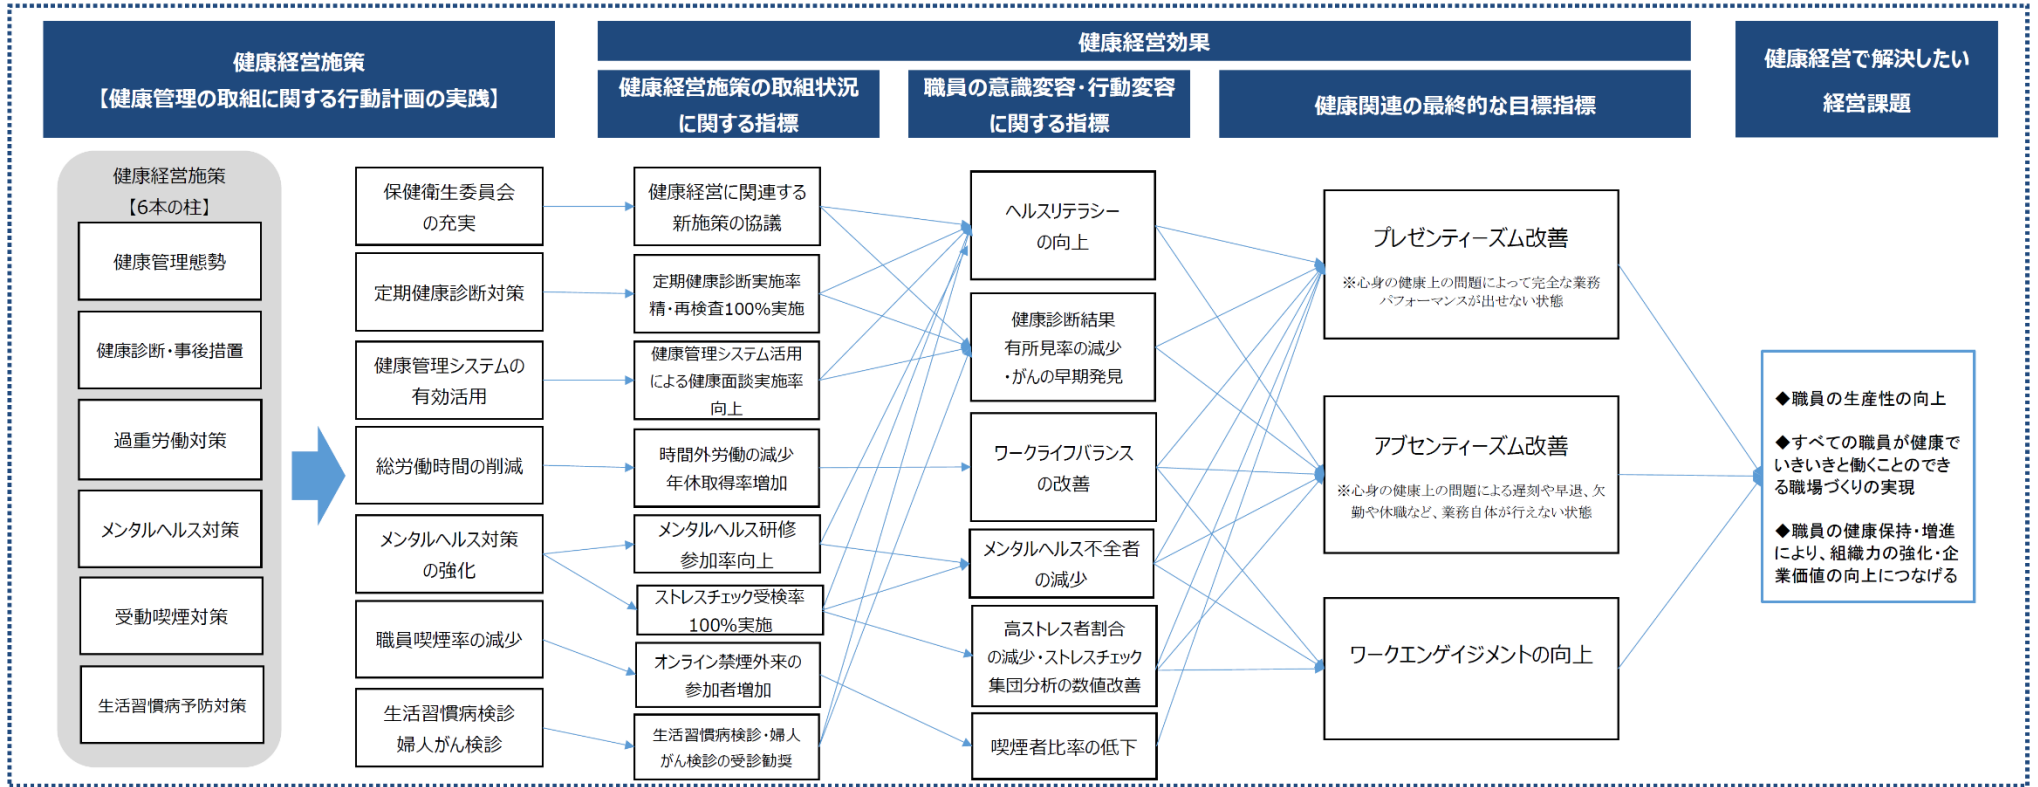 健康経営施策
【健康管理の取組に関する行動計画の実践】
健康経営効果
健康経営施策の取組状況
に関する指標
職員の意識変容・行動変容
に関する指標
健康関連の最終的な目標指標
健康経営で解決したい
経営課題
健康経営施策
【6本の柱】
健康管理態勢
健康診断・事後措置
過重労働対策
メンタルヘルス対策
受動喫煙対策
生活習慣病予防対策
保健衛生委員会
の充実
定期健康診断対策
健康管理システムの
有効活用
総労働時間の削減
メンタルヘルス対策
の強化
職員喫煙率の減少
生活習慣病検診
婦人がん検診
健康経営に関連する
新施策の協議
定期健康診断実施率
精・再検査100%実施
健康管理システム活用
による健康面談実施率
向上
時間外労働の減少
年休取得率増加
メンタルヘルス研修
参加率向上
ストレスチェック受検率
100%実施
オンライン禁煙外来の
参加者増加
生活習慣病検診・婦人
がん検診の受診勧奨
ヘルスリテラシー
の向上
健康診断結果
有所見率の減少
・がんの早期発見
ワークライフバランス
の改善
メンタルヘルス不全者
の減少
高ストレス者割合
の減少・ストレスチェック
集団分析の数値改善
喫煙者比率の低下
プレゼンティーズム改善
※心身の健康上の問題によって完全な業務
パフォーマンスが出せない状態
アブセンティーズム改善
※心身の健康上の問題による遅刻や早退、欠
勤や休職など、業務自体が行えない状態
ワークエンゲイジメントの向上
◆職員の生産性の向上
◆すべての職員が健康で
いきいきと働くことのでき
る職場づくりの実現
◆職員の健康保持・増進
により、組織力の強化・企
業価値の向上につなげる